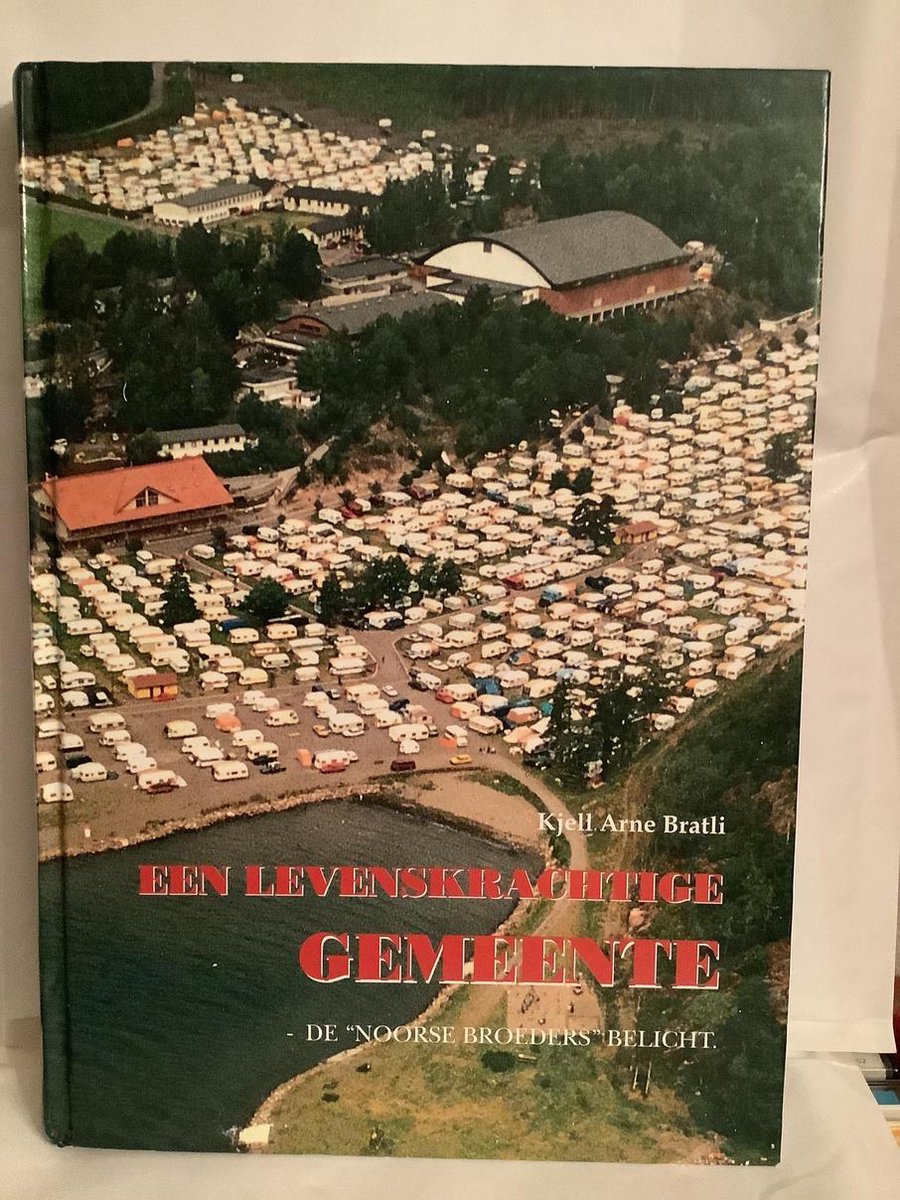 Kjell Arne Bratli
EEN LEVENSKRACHTIGE
GEMEENTE
- DE “NOORSE BROEDERS” BELICHT.